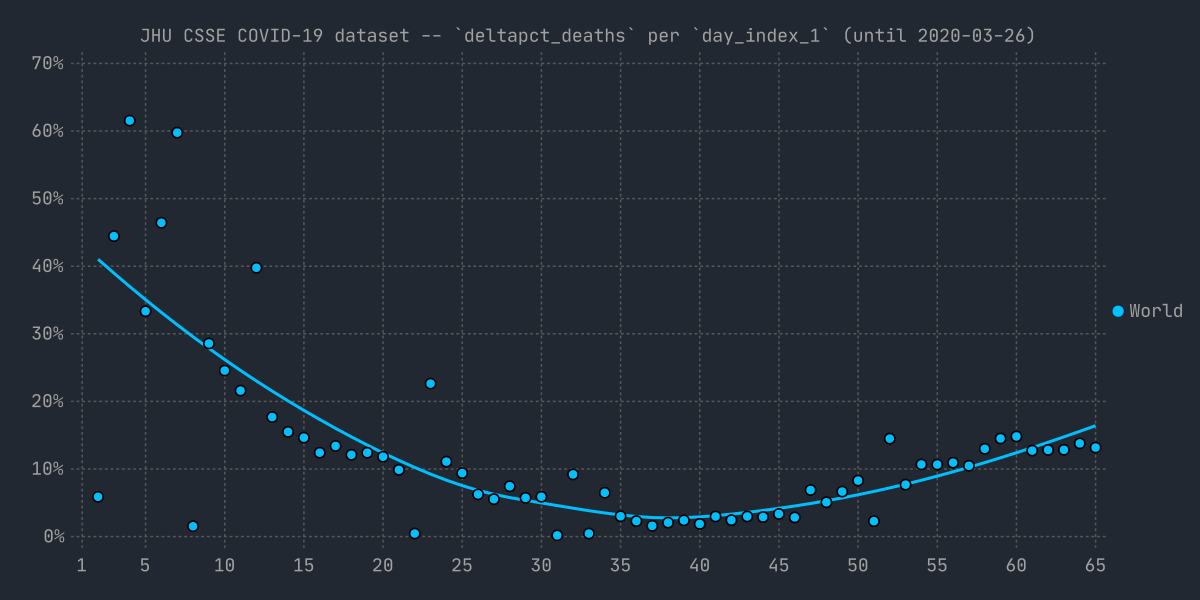 JHU CSSE COVID-19 dataset -- `deltapct_deaths` per `day_index_1` (until 2020-03-26)
70%
60%
50%
40%
30%
20%
10%
0%
1 5 10 15 20 25 30 35 40 45 50 55 60 65
World